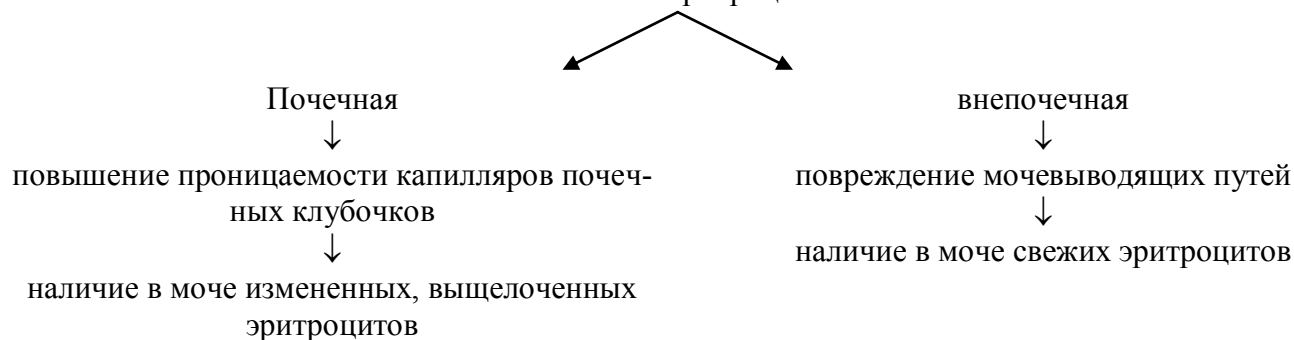 Почечная
внепочечная
↓
↓
повышение проницаемости капилляров почеч-
ных клубочков
повреждение мочевыводящих путей
↓
↓
наличие в моче свежих эритроцитов
наличие в моче измененных, выщелоченных
эритроцитов